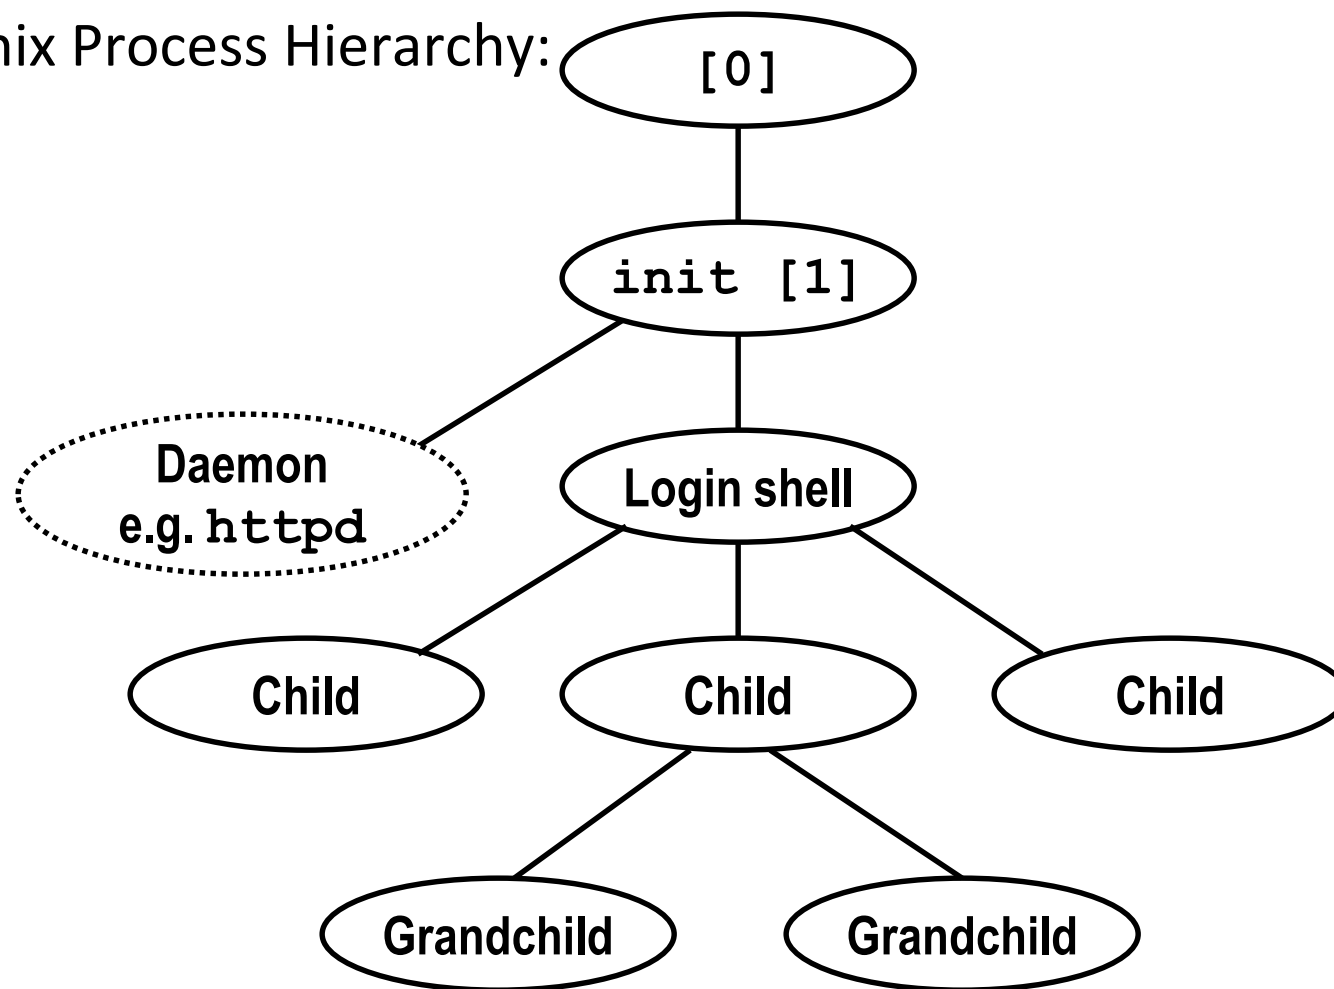 nix Process Hierarchy:
[0]
init [1]
Daemon
e.g. httpd
Login shell
Child
Child
Child
Grandchild
Grandchild